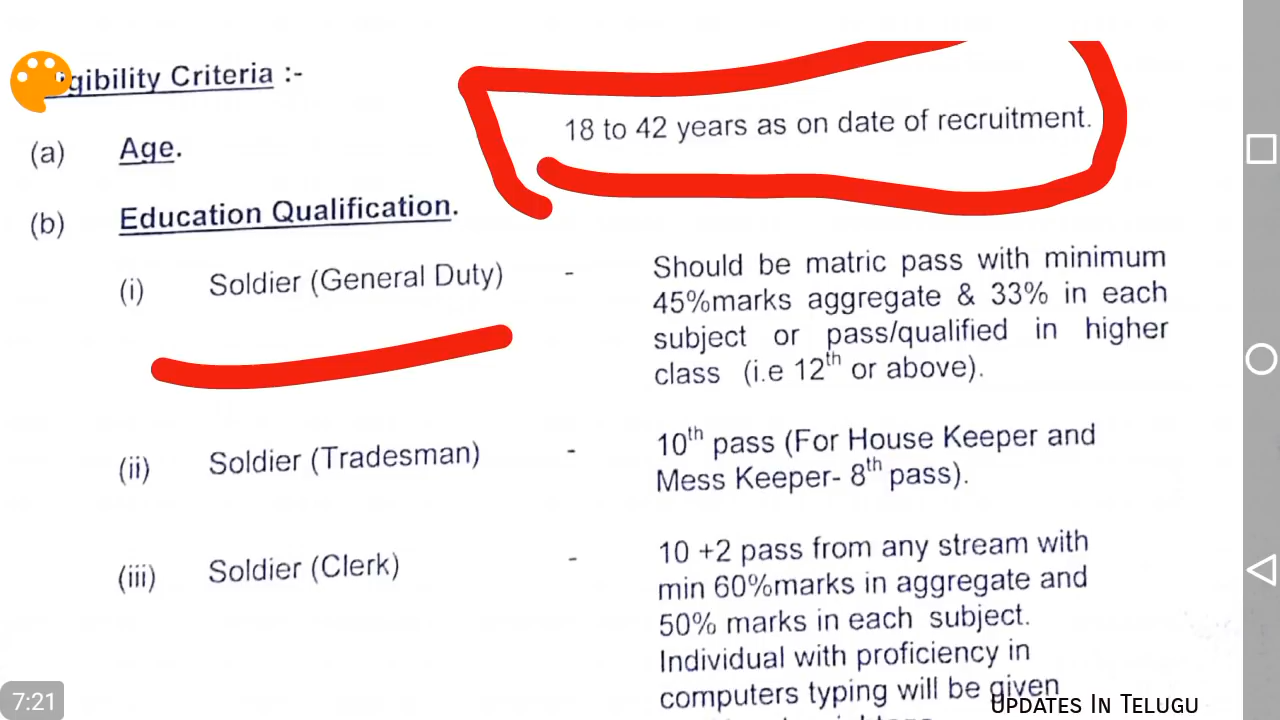 igibility Criteria :-
(a) Age. 18 to 42 years as on date of recruitment.
(b) Education Qualification.
(i) Soldier (General Duty) - Should be matric pass with minimum
45%marks aggregate & 33% in each
subject or pass/qualified in higher
class (i.e 12th or above).
(ii) Soldier (Tradesman) - 10th pass (For House Keeper and
Mess Keeper- 8th pass).
(iii) Soldier (Clerk) - 10 +2 pass from any stream with
min 60%marks in aggregate and
50% marks in each subject.
Individual with proficiency in
computers typing will be given
7:21
Updates In Telugu